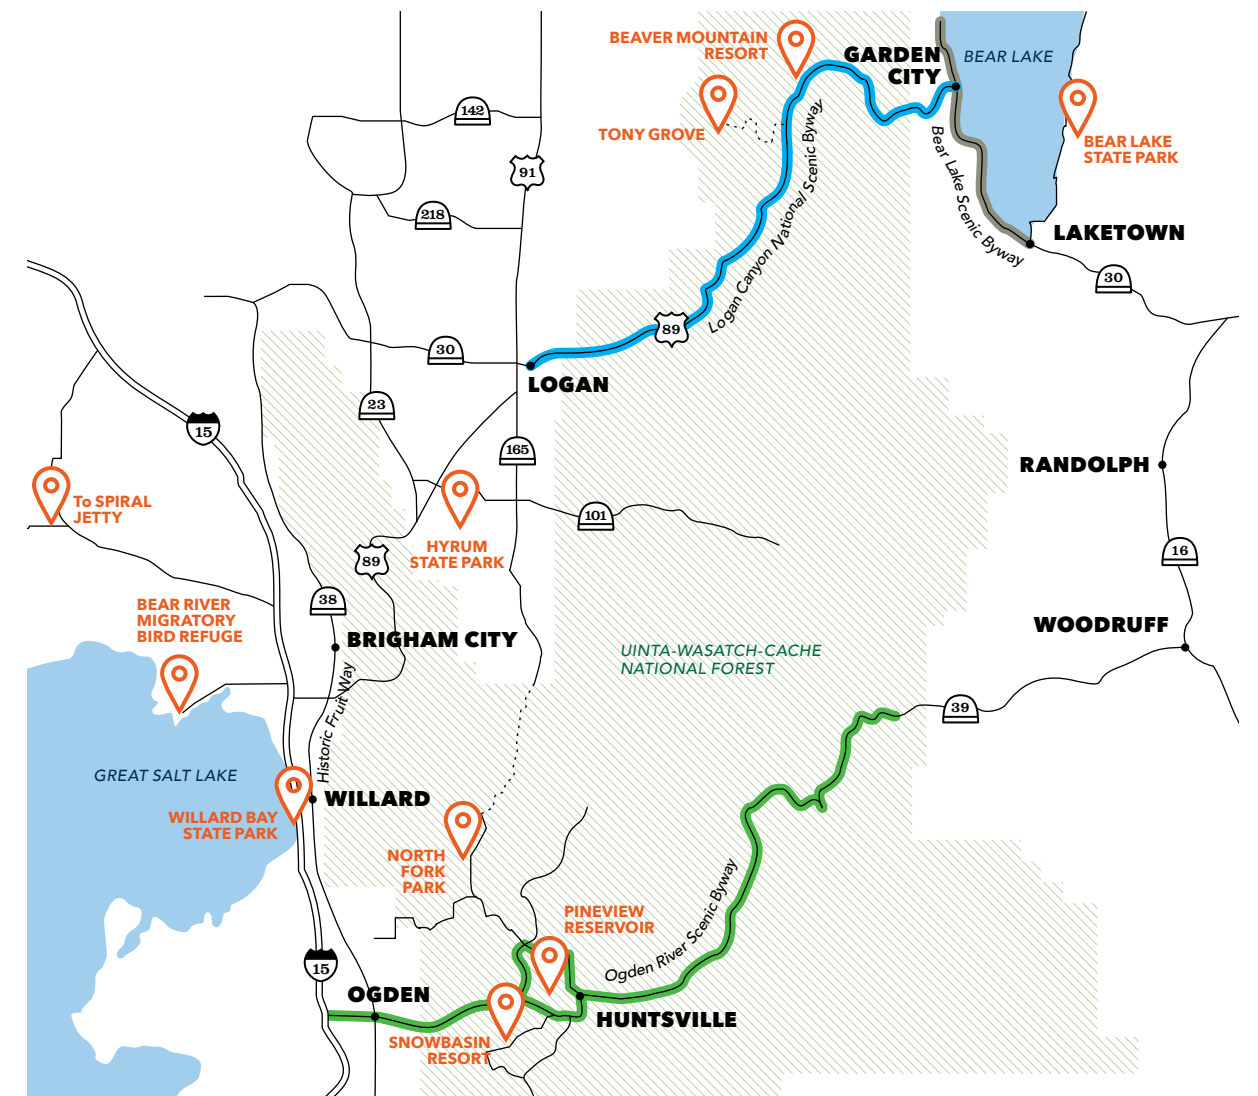 BEAVER MOUNTAIN
RESORT
GARDEN
CITY
BEAR LAKE
TONY GROVE
BEAR LAKE
STATE PARK
142
91
218
Logan Canyon National Scenic Byway
Bear Lake Scenic Byway
LAKETOWN
30
89
30
LOGAN
23
15
165
RANDOLPH
To SPIRAL
JETTY
101
HYRUM
STATE PARK
89
16
38
BEAR RIVER
MIGRATORY
BIRD REFUGE
BRIGHAM CITY
WOODRUFF
UINTA-WASATCH-CACHE
NATIONAL FOREST
39
Historic Fruit Way
GREAT SALT LAKE
WILLARD
WILLARD BAY
STATE PARK
NORTH
FORK
PARK
PINEVIEW
RESERVOIR
Ogden River Scenic Byway
15
OGDEN
HUNTSVILLE
SNOWBASIN
RESORT